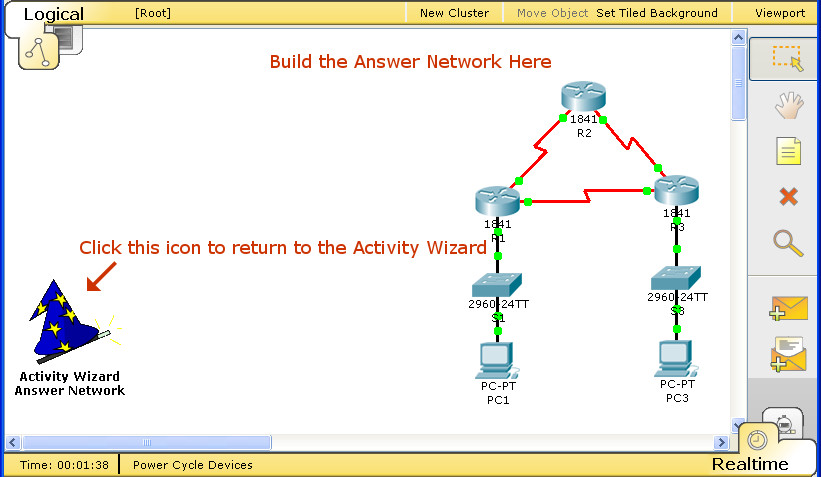 Logical
[Root]
New Cluster
Move Object
Set Tiled Background
Viewport
Build the Answer Network Here
1841
R2
1841
R1
1841
R3
Click this icon to return to the Activity Wizard
2960-24TT
S1
2960-24TT
S3
Activity Wizard
Answer Network
PC-PT
PC1
PC-PT
PC3
Time: 00:01:38
Power Cycle Devices
Realtime